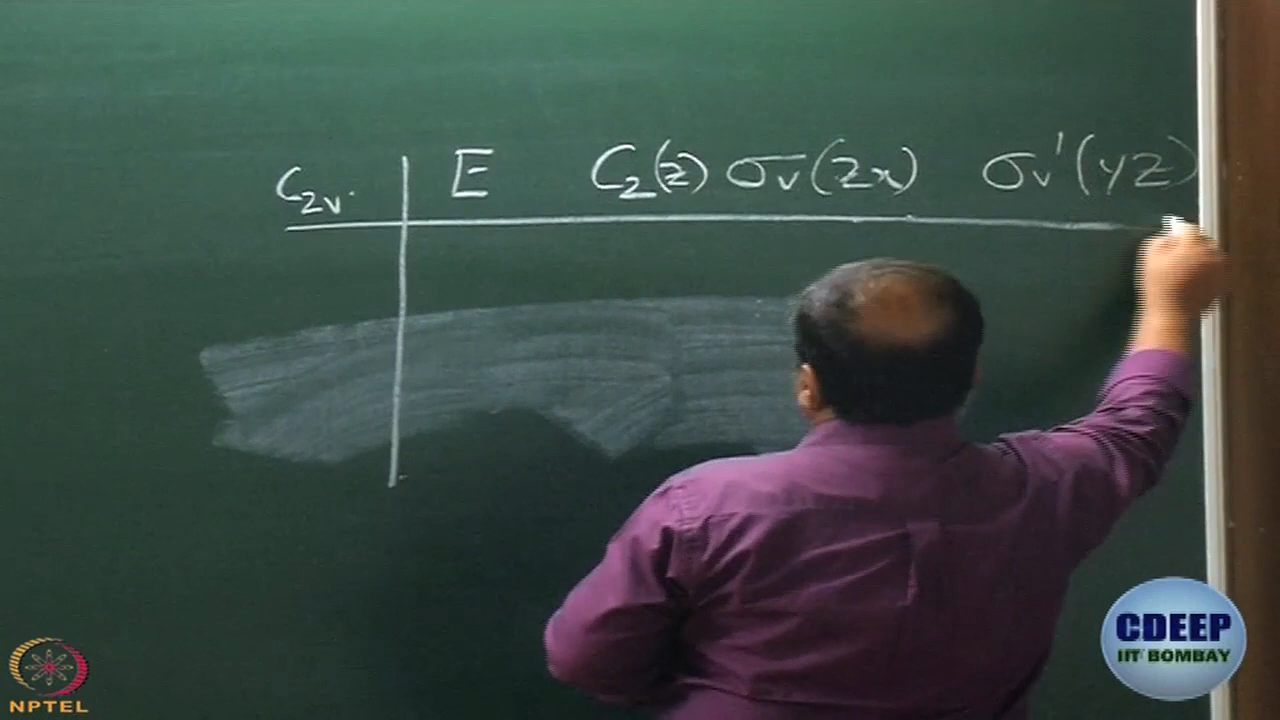 C₂ᵥ. E C₂(z) σv(zx) σv'(yz)
CDEEP
IIT BOMBAY
NPTEL